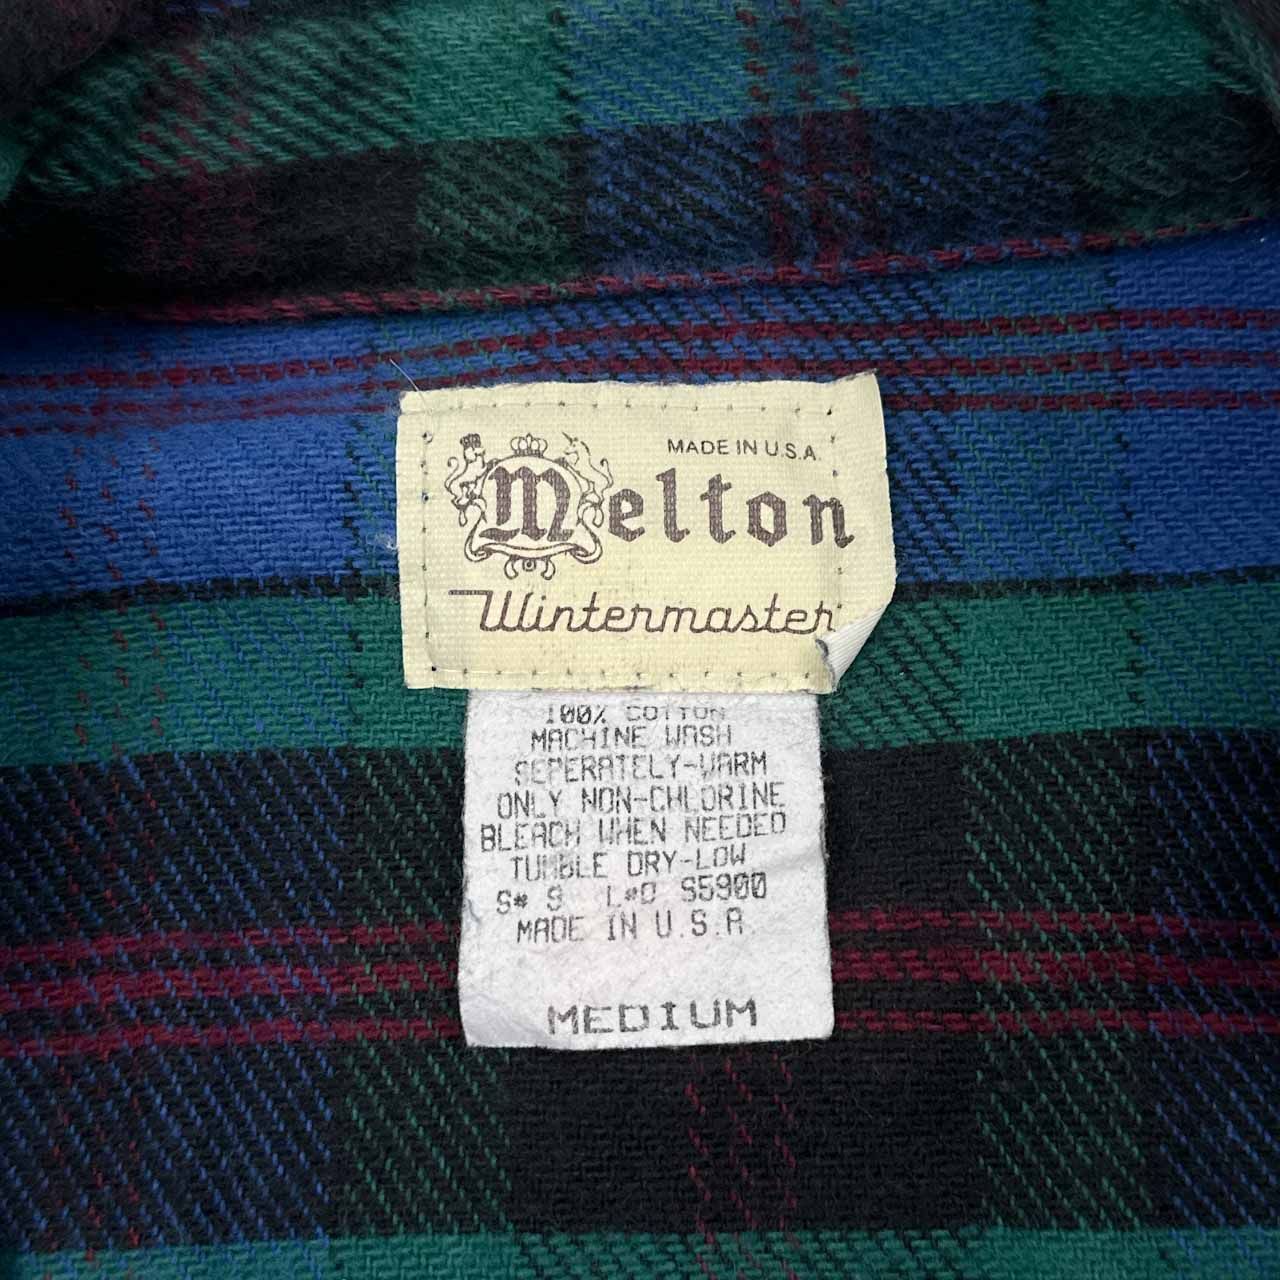 MADE IN U.S.A.
Melton
Wintermaster
100% COTTON
MACHINE WASH
SEPERATELY-WARM
ONLY NON-CHLORINE
BLEACH WHEN NEEDED
TUMBLE DRY-LOW
S# 9 L#0 S5900
MADE IN U.S.A.
MEDIUM